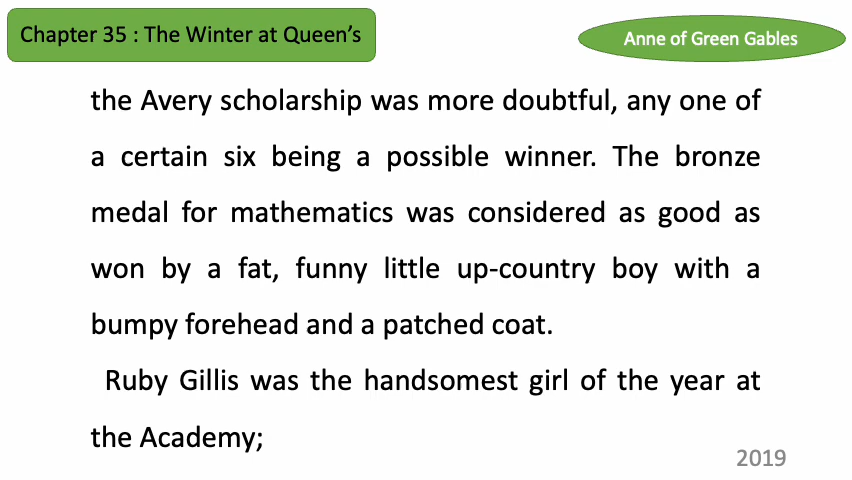 Chapter 35 : The Winter at Queen’s
Anne of Green Gables
the Avery scholarship was more doubtful, any one of
a certain six being a possible winner. The bronze
medal for mathematics was considered as good as
won by a fat, funny little up-country boy with a
bumpy forehead and a patched coat.
Ruby Gillis was the handsomest girl of the year at
the Academy;
2019